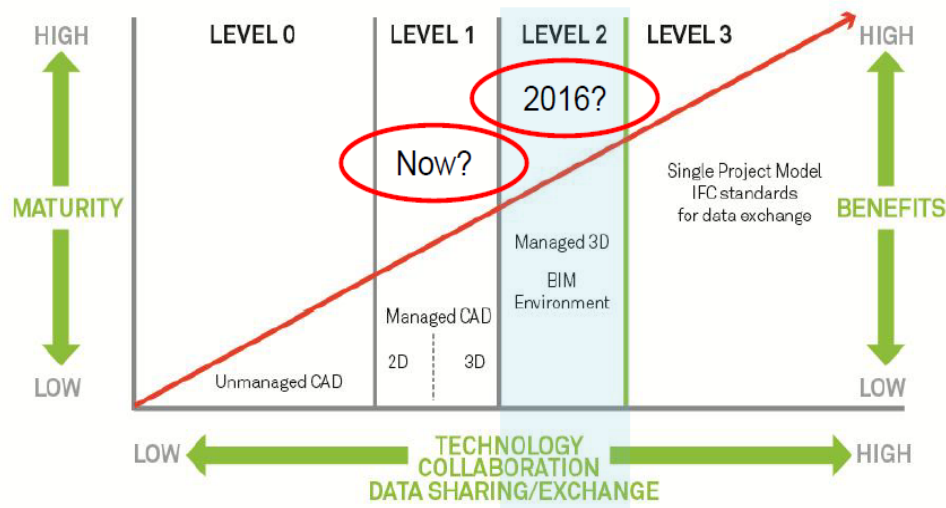 HIGH
LEVEL 0
LEVEL 1
LEVEL 2
LEVEL 3
HIGH
2016?
Now?
Single Project Model
IFC standards
for data exchange
MATURITY
BENEFITS
Managed 3D
BIM
Environment
Managed CAD
2D
3D
Unmanaged CAD
LOW
LOW
LOW
TECHNOLOGY
COLLABORATION
DATA SHARING/EXCHANGE
HIGH